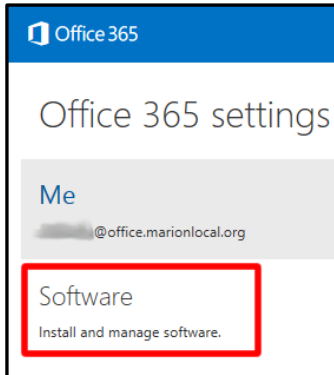 Office 365
Office 365 settings
Me
@office.marionlocal.org
Software
Install and manage software.